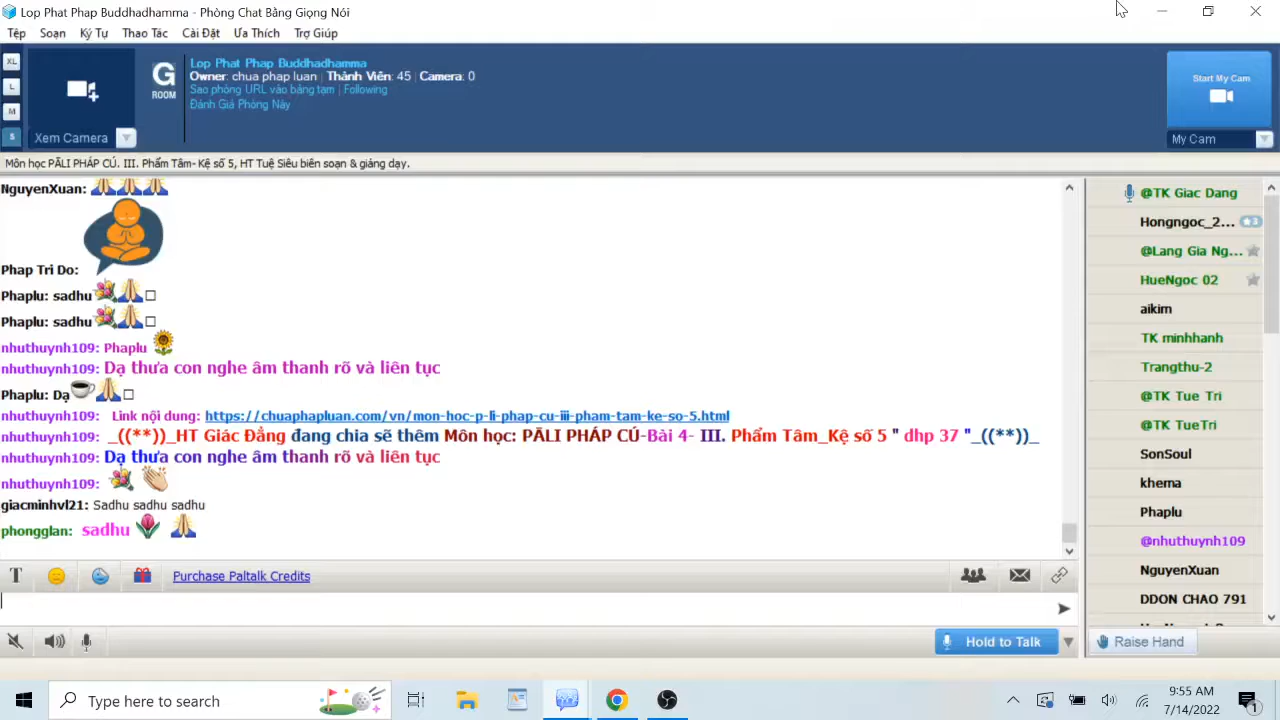 Lop Phat Phap Buddhadhamma - Phòng Chat Bằng Giọng Nói
Tệp Soạn Ký Tự Thao Tác Cài Đặt Ưa Thích Trợ Giúp
XL
L
M
S
Xem Camera
G
ROOM
Lop Phat Phap Buddhadhamma
Owner: chua phap luan | Thành Viên: 45 | Camera: 0
Sao phòng URL vào bảng tạm | Following
Đánh Giá Phòng Này
Start My Cam
My Cam
Môn học PĀLI PHÁP CÚ. III. Phẩm Tâm- Kệ số 5, HT Tuệ Siêu biên soạn & giảng dạy.
NguyenXuan:
Phap Tri Do:
Phaplu: sadhu
Phaplu: sadhu
nhuthuynh109: Phaplu
nhuthuynh109: Dạ thưa con nghe âm thanh rõ và liên tục
Phaplu: Dạ
nhuthuynh109: Link nội dung: https://chuaphapluan.com/vn/mon-hoc-p-li-phap-cu-iii-pham-tam-ke-so-5.html
nhuthuynh109: _((**))_HT Giác Đẳng đang chia sẽ thêm Môn học: PĀLI PHÁP CÚ-Bài 4- III. Phẩm Tâm_Kệ số 5 " dhp 37 "_((**))_
nhuthuynh109: Dạ thưa con nghe âm thanh rõ và liên tục
nhuthuynh109:
giacminhvl21: Sadhu sadhu sadhu
phongglan: sadhu
@TK Giac Dang
Hongngoc_2... 3
@Lang Gia Ng...
HueNgoc 02
aikim
TK minhhanh
Trangthu-2
@TK Tue Tri
@TK TueTri
SonSoul
khema
Phaplu
@nhuthuynh109
NguyenXuan
DDON CHAO 791
T Purchase Paltalk Credits
Hold to Talk
Raise Hand
Type here to search
9:55 AM
7/14/2022
1